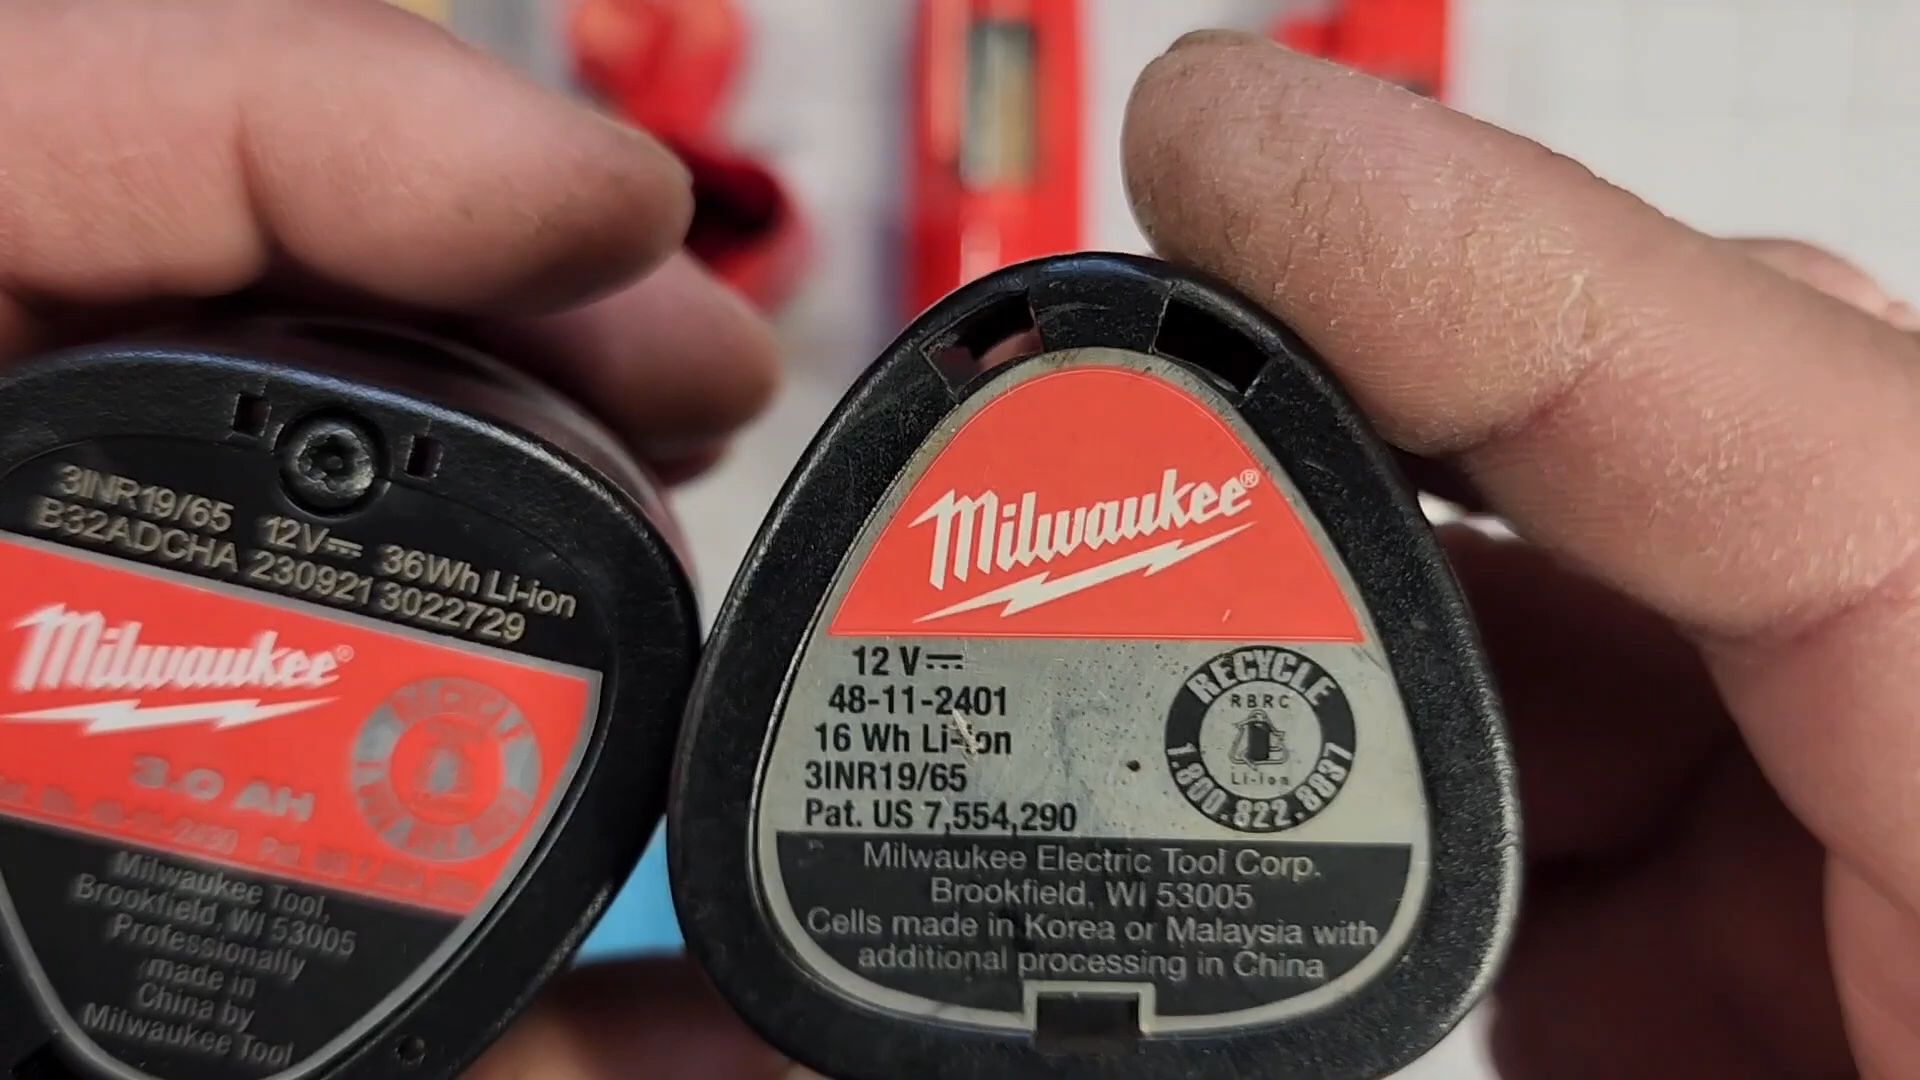 3INR19/65 12V 36Wh Li-ion
B32ADCHA 230921 3022729
Milwaukee®
3.0 AH
Milwaukee Tool,
Brookfield, WI 53005
Professionally
made in
China by
Milwaukee Tool
Milwaukee®
12 V
48-11-2401
16 Wh Li-ion
3INR19/65
Pat. US 7,554,290
RECYCLE
RBRC
Li-ion
1.800.822.8837
Milwaukee Electric Tool Corp.
Brookfield, WI 53005
Cells made in Korea or Malaysia with
additional processing in China